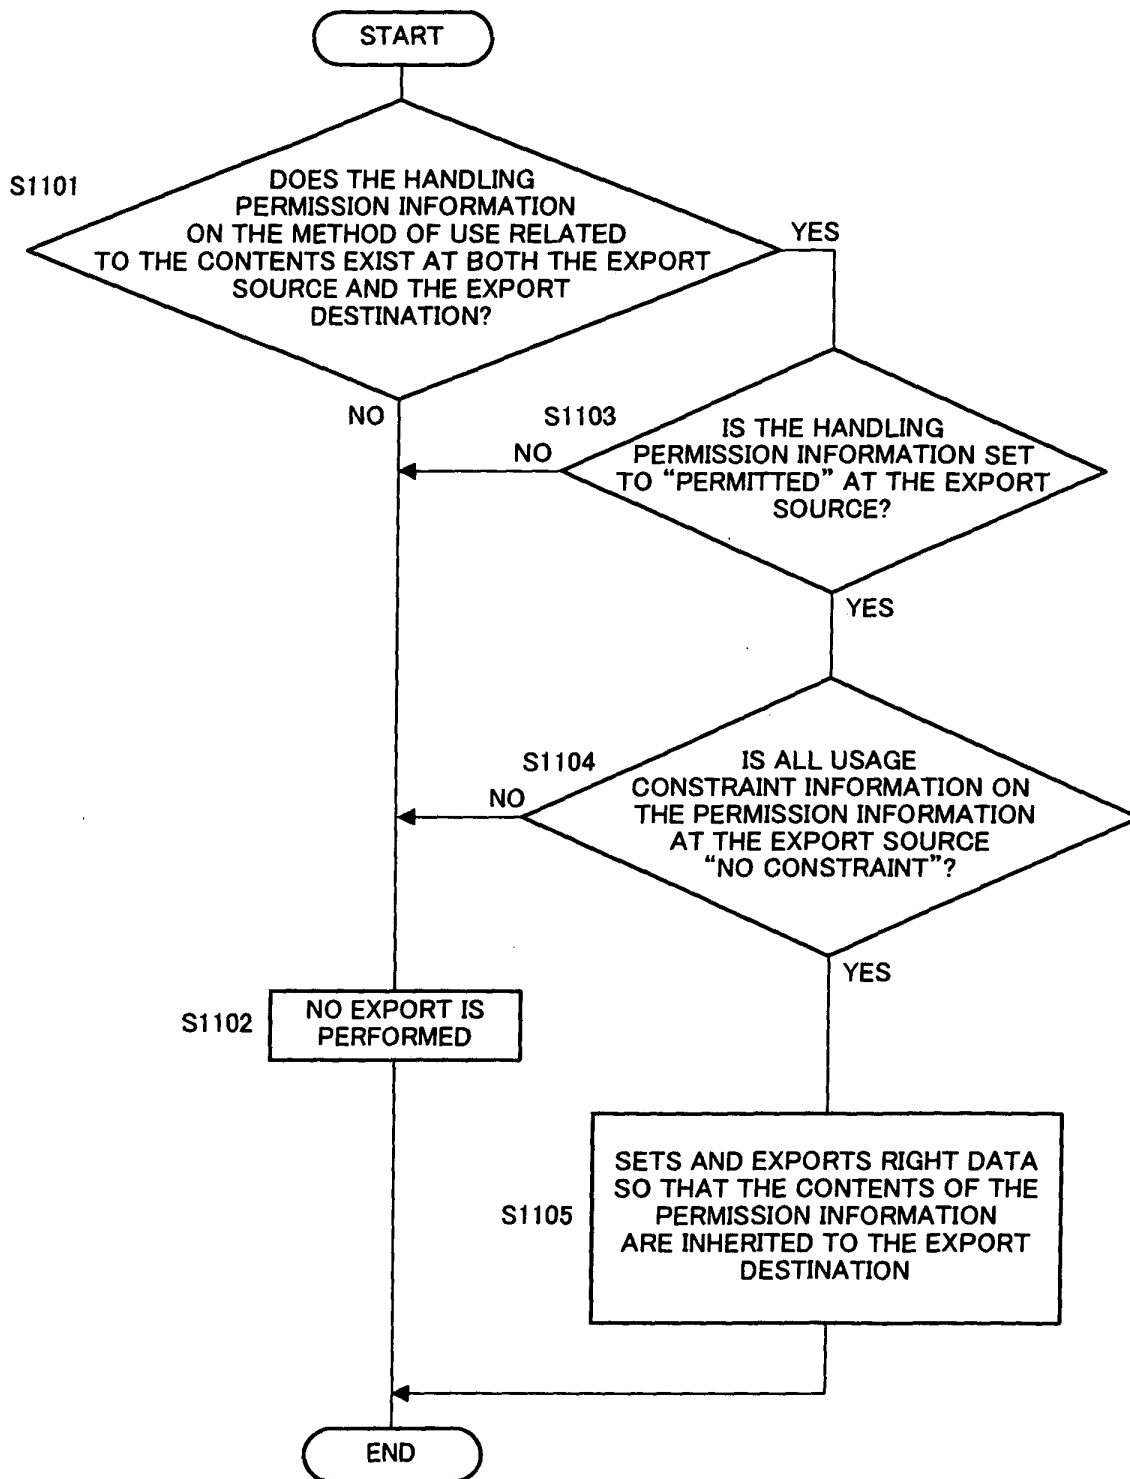 START
S1101
DOES THE HANDLING
PERMISSION INFORMATION
ON THE METHOD OF USE RELATED
TO THE CONTENTS EXIST AT BOTH THE EXPORT
SOURCE AND THE EXPORT
DESTINATION?
YES
NO
S1103
IS THE HANDLING
PERMISSION INFORMATION SET
TO “PERMITTED” AT THE EXPORT
SOURCE?
NO
YES
S1104
IS ALL USAGE
CONSTRAINT INFORMATION ON
THE PERMISSION INFORMATION
AT THE EXPORT SOURCE
“NO CONSTRAINT”?
NO
YES
S1102
NO EXPORT IS
PERFORMED
S1105
SETS AND EXPORTS RIGHT DATA
SO THAT THE CONTENTS OF THE
PERMISSION INFORMATION
ARE INHERITED TO THE EXPORT
DESTINATION
END